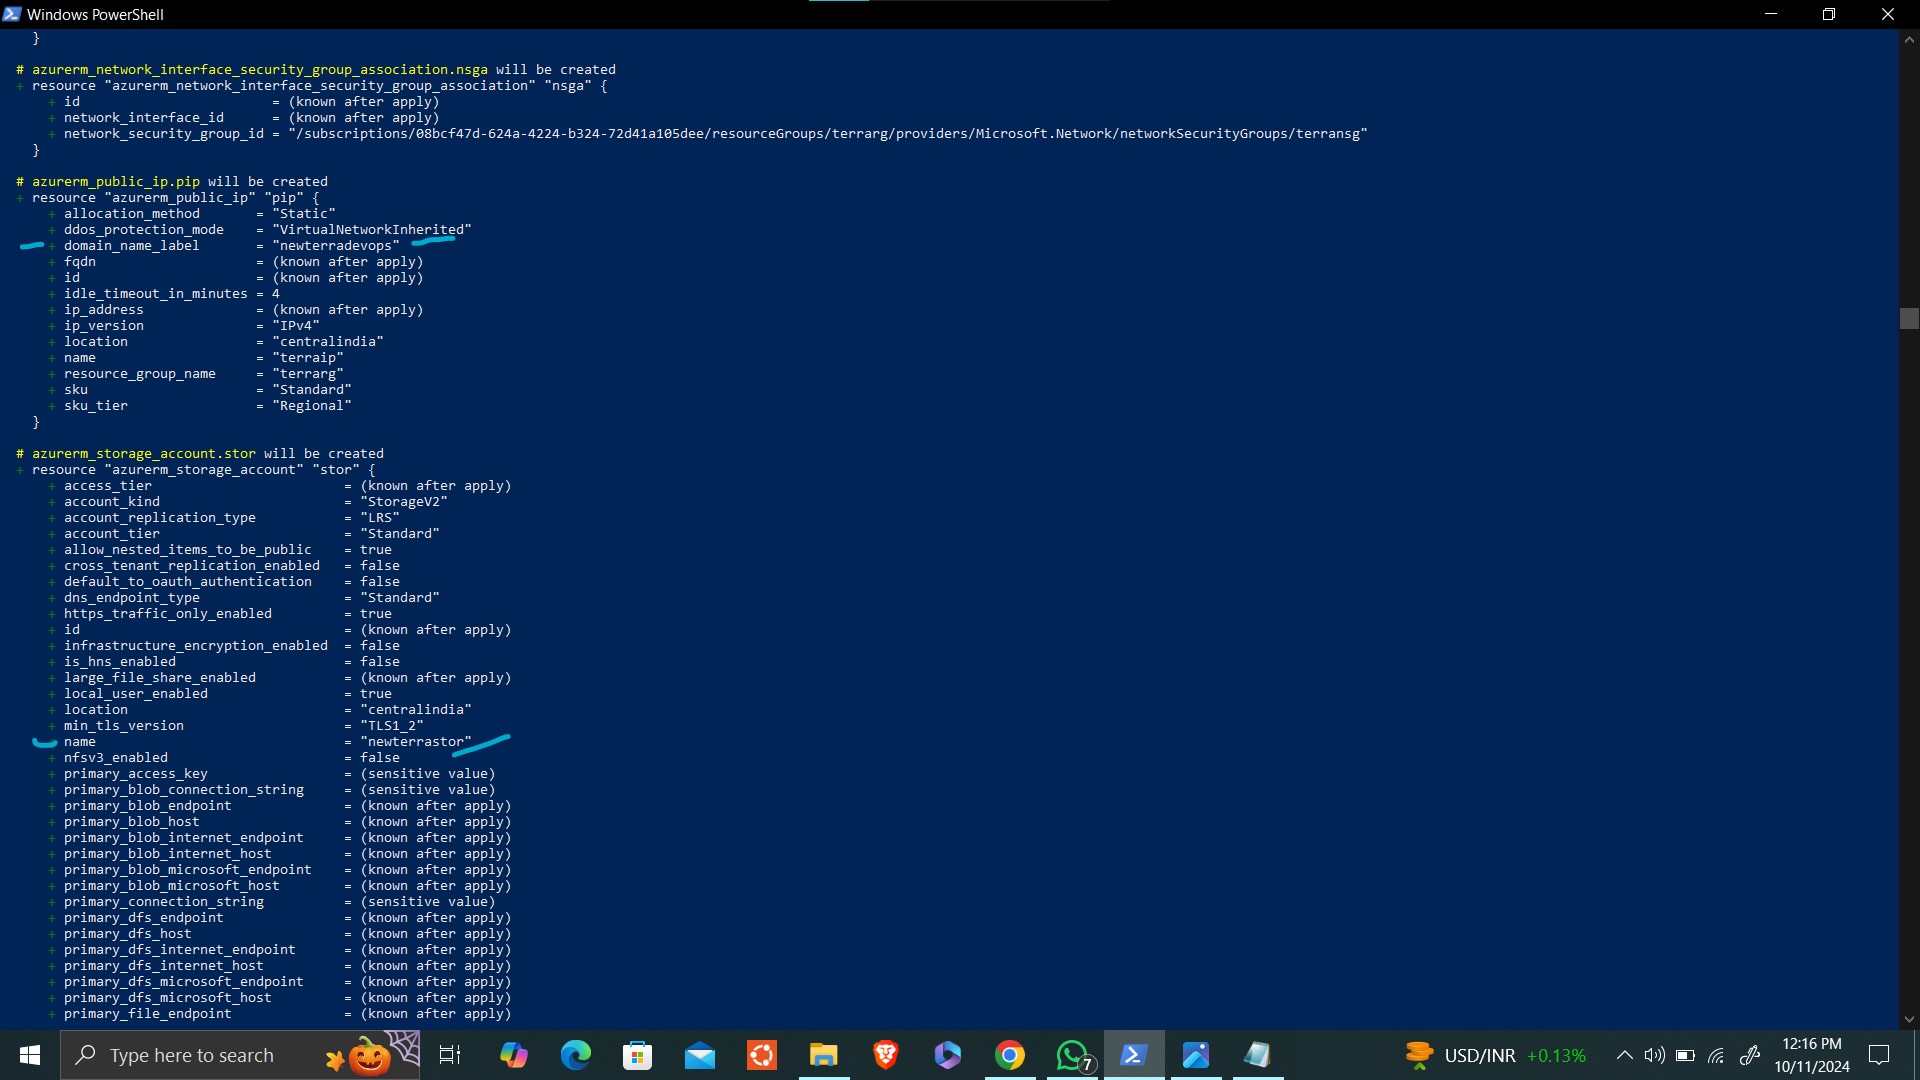 Windows PowerShell
}
# azurerm_network_interface_security_group_association.nsga will be created
+ resource "azurerm_network_interface_security_group_association" "nsga" {
+ id = (known after apply)
+ network_interface_id = (known after apply)
+ network_security_group_id = "/subscriptions/08bcf47d-624a-4224-b324-72d41a105dee/resourceGroups/terrarg/providers/Microsoft.Network/networkSecurityGroups/terransg"
}
# azurerm_public_ip.pip will be created
+ resource "azurerm_public_ip" "pip" {
+ allocation_method = "Static"
+ ddos_protection_mode = "VirtualNetworkInherited"
+ domain_name_label = "newterradevops"
+ fqdn = (known after apply)
+ id = (known after apply)
+ idle_timeout_in_minutes = 4
+ ip_address = (known after apply)
+ ip_version = "IPv4"
+ location = "centralindia"
+ name = "terraip"
+ resource_group_name = "terrarg"
+ sku = "Standard"
+ sku_tier = "Regional"
}
# azurerm_storage_account.stor will be created
+ resource "azurerm_storage_account" "stor" {
+ access_tier = (known after apply)
+ account_kind = "StorageV2"
+ account_replication_type = "LRS"
+ account_tier = "Standard"
+ allow_nested_items_to_be_public = true
+ cross_tenant_replication_enabled = false
+ default_to_oauth_authentication = false
+ dns_endpoint_type = "Standard"
+ https_traffic_only_enabled = true
+ id = (known after apply)
+ infrastructure_encryption_enabled = false
+ is_hns_enabled = false
+ large_file_share_enabled = (known after apply)
+ local_user_enabled = true
+ location = "centralindia"
+ min_tls_version = "TLS1_2"
name = "newterrastor"
+ nfsv3_enabled = false
+ primary_access_key = (sensitive value)
+ primary_blob_connection_string = (sensitive value)
+ primary_blob_endpoint = (known after apply)
+ primary_blob_host = (known after apply)
+ primary_blob_internet_endpoint = (known after apply)
+ primary_blob_internet_host = (known after apply)
+ primary_blob_microsoft_endpoint = (known after apply)
+ primary_blob_microsoft_host = (known after apply)
+ primary_connection_string = (sensitive value)
+ primary_dfs_endpoint = (known after apply)
+ primary_dfs_host = (known after apply)
+ primary_dfs_internet_endpoint = (known after apply)
+ primary_dfs_internet_host = (known after apply)
+ primary_dfs_microsoft_endpoint = (known after apply)
+ primary_dfs_microsoft_host = (known after apply)
+ primary_file_endpoint = (known after apply)
Type here to search
7
USD/INR +0.13%
12:16 PM
10/11/2024